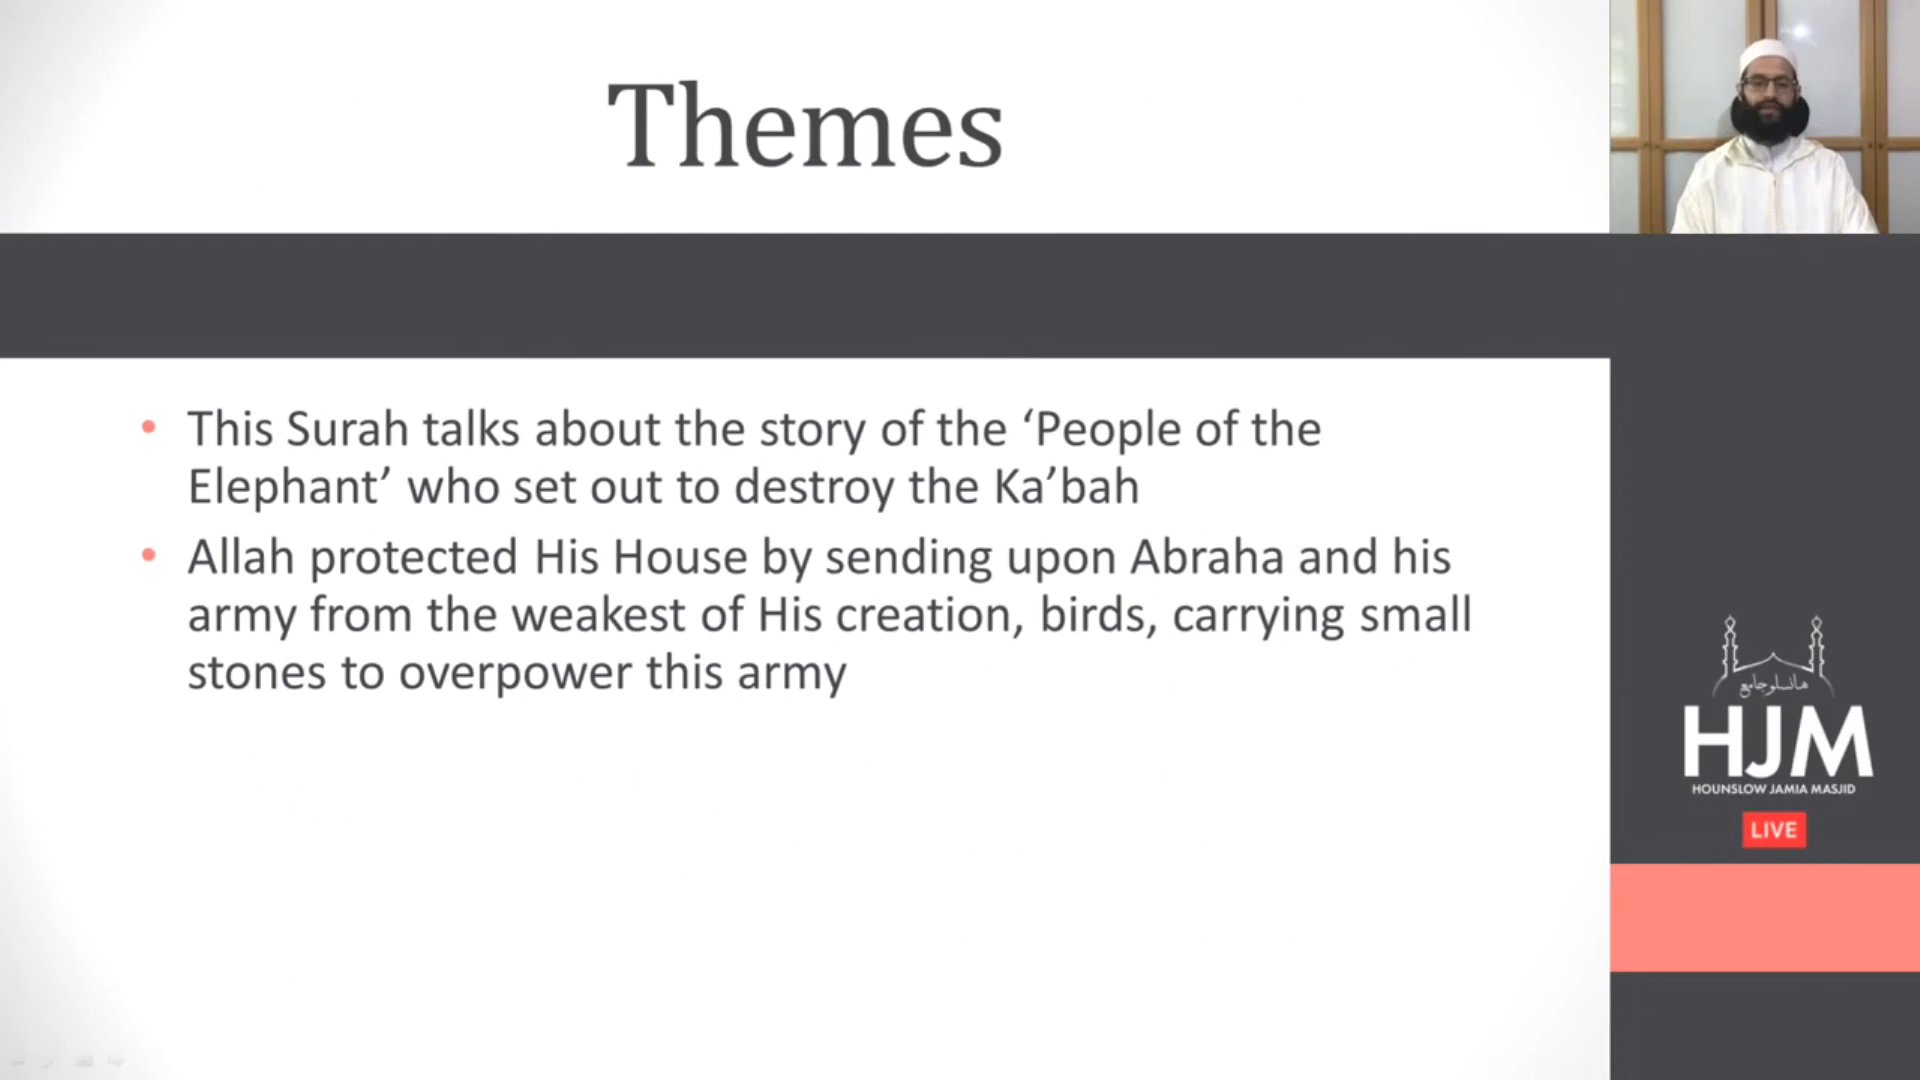 Themes
• This Surah talks about the story of the ‘People of the
Elephant’ who set out to destroy the Ka’bah
• Allah protected His House by sending upon Abraha and his
army from the weakest of His creation, birds, carrying small
stones to overpower this army
هانسلو جامع
HJM
HOUNSLOW JAMIA MASJID
LIVE